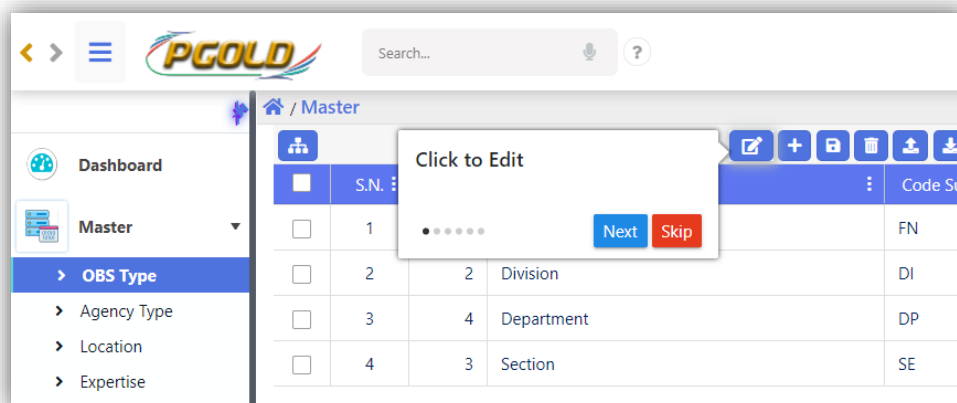 PGOLD
Search...
?
/ Master
Dashboard
Click to Edit
S.N.
Code Su
Master
1
FN
Next
Skip
OBS Type
2
2
Division
DI
Agency Type
3
4
Department
DP
Location
4
3
Section
SE
Expertise